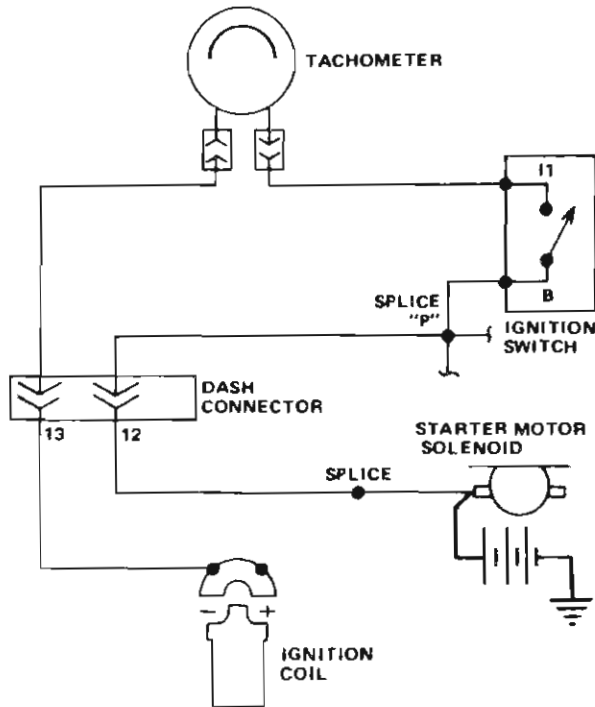 TACHOMETER
I1
B
SPLICE
"P"
IGNITION
SWITCH
DASH
CONNECTOR
13
12
STARTER MOTOR
SOLENOID
SPLICE
− +
IGNITION
COIL